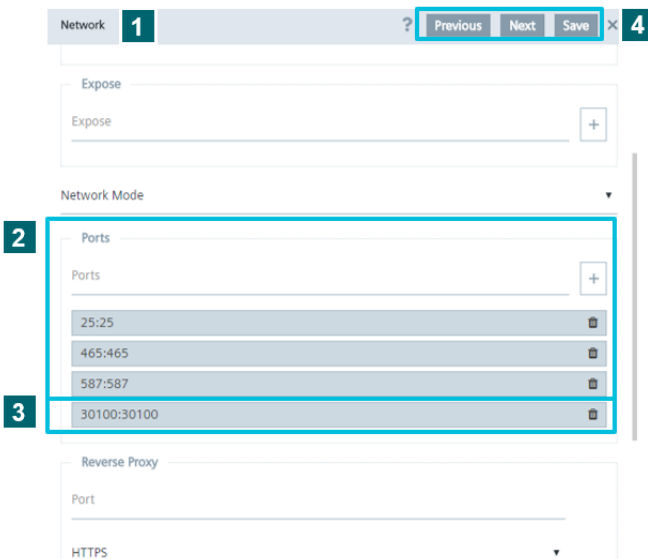 Network 1 ? Previous Next Save × 4
Expose
Expose
+
Network Mode
2
Ports
Ports
+
25:25
465:465
587:587
3
30100:30100
Reverse Proxy
Port
HTTPS